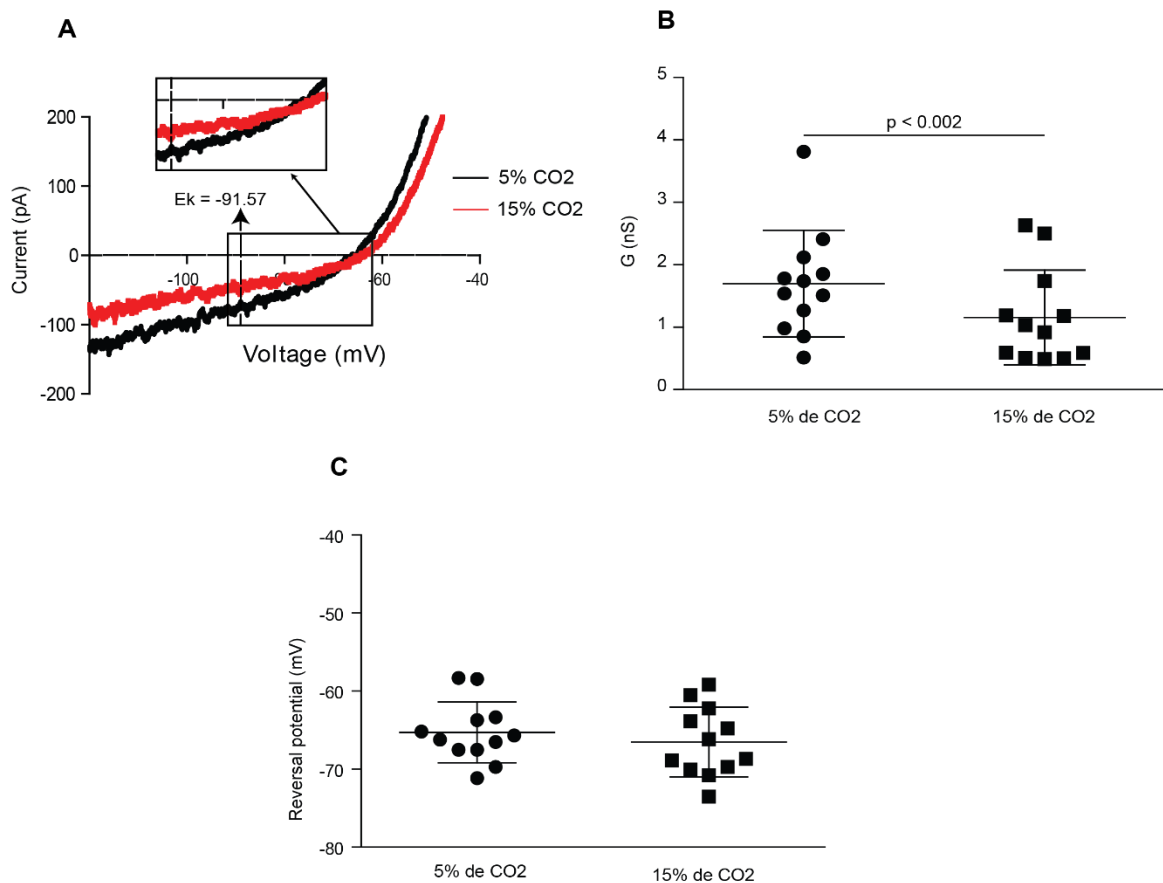 A
200
100
0
-100
-200
Current (pA)
-100
-80
-60
-40
Voltage (mV)
Ek = -91.57
5% CO2
15% CO2
B
5
4
3
2
1
0
G (nS)
p < 0.002
5% de CO2
15% de CO2
C
-40
-50
-60
-70
-80
Reversal potential (mV)
5% de CO2
15% de CO2